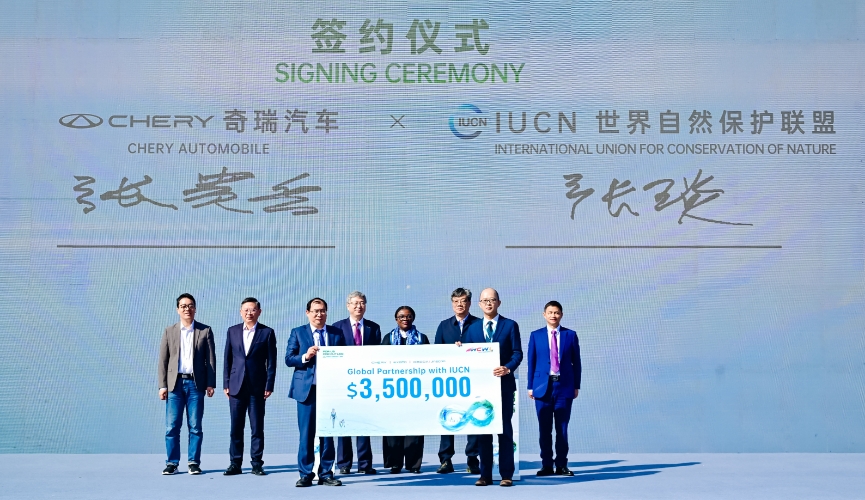 签约仪式
SIGNING CEREMONY
CHERY 奇瑞汽车
×
IUCN IUCN 世界自然保护联盟
CHERY AUTOMOBILE
INTERNATIONAL UNION FOR CONSERVATION OF NATURE
Global Partnership with IUCN
$3,500,000